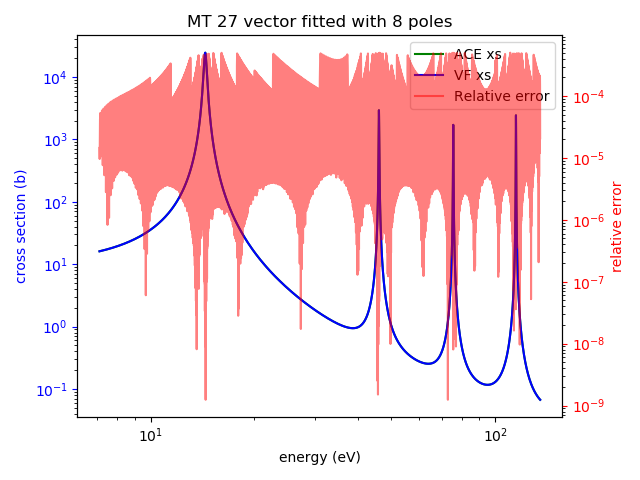 MT 27 vector fitted with 8 poles
ACE xs
VF xs
Relative error
10⁴
10³
10²
10¹
10⁰
10⁻¹
cross section (b)
10⁻⁴
10⁻⁵
10⁻⁶
10⁻⁷
10⁻⁸
10⁻⁹
relative error
10¹
10²
energy (eV)